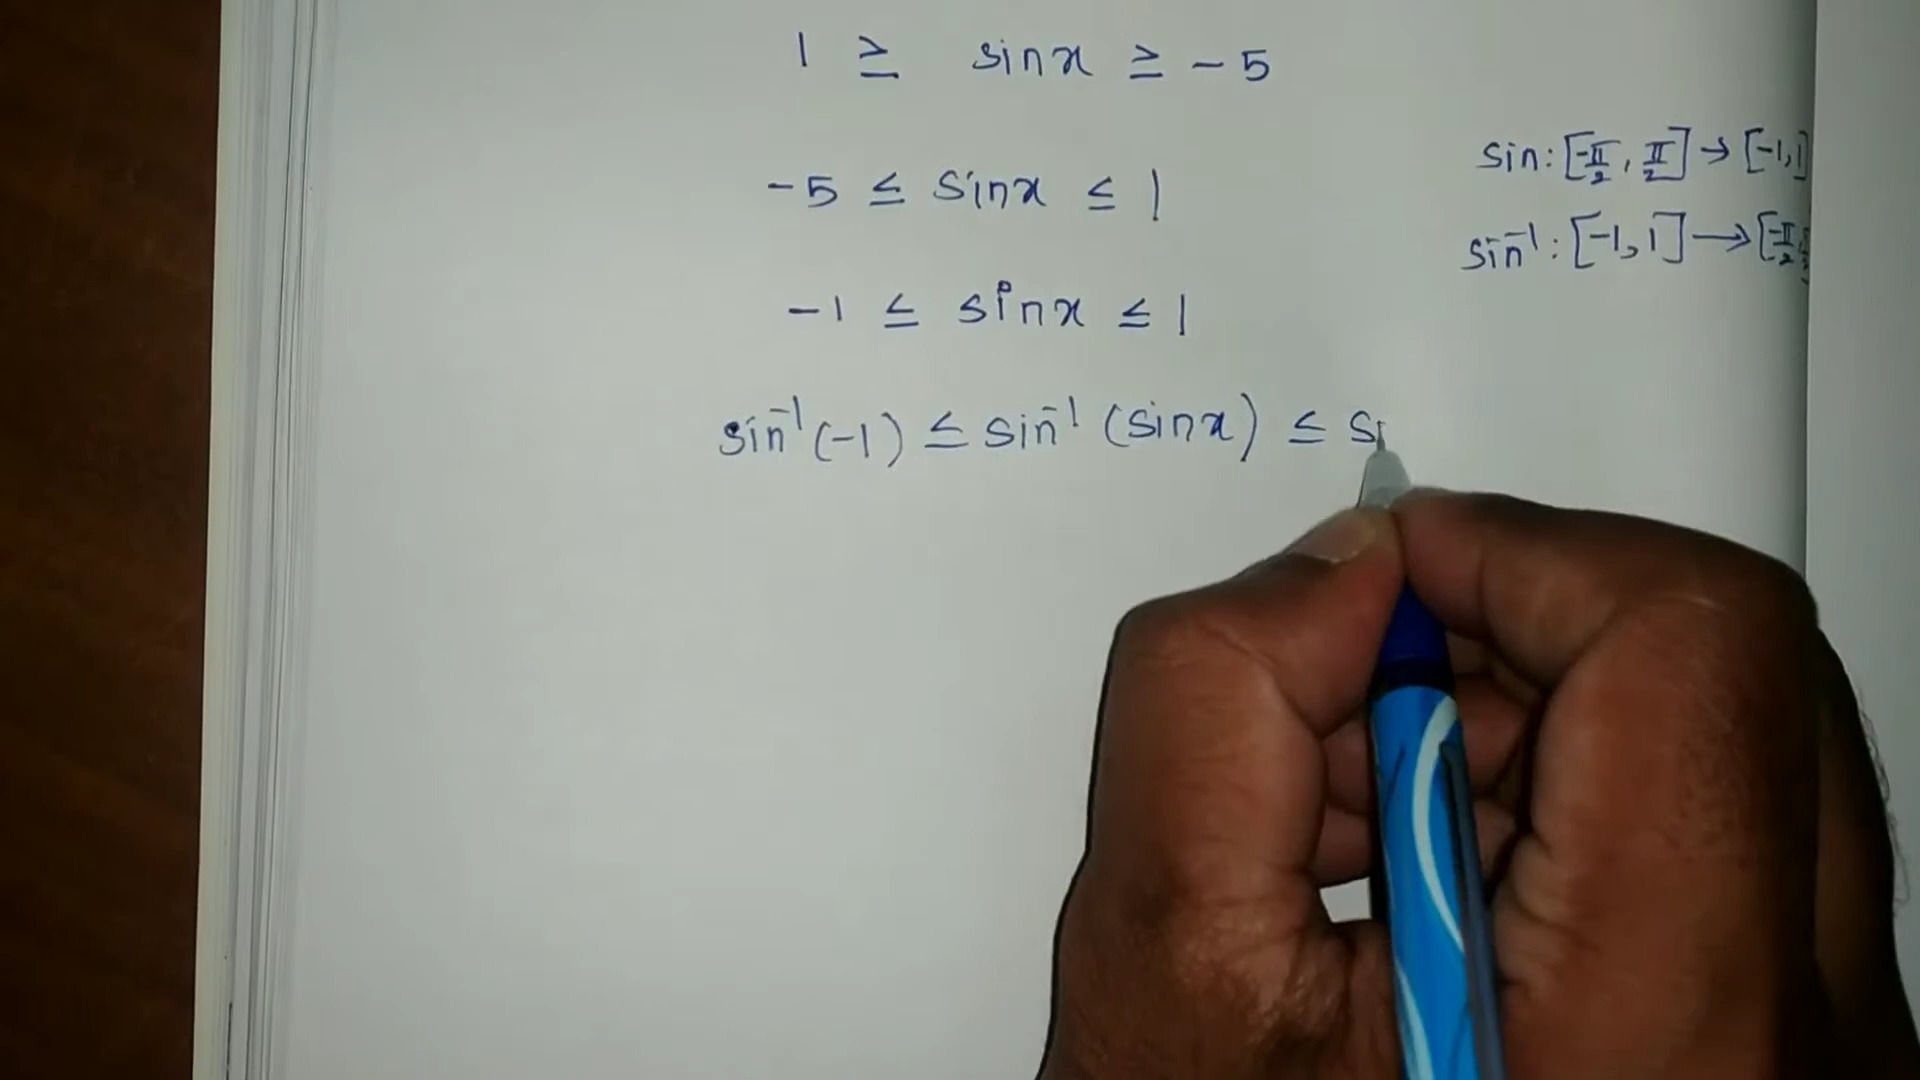 1 ≥ sinx ≥ -5
-5 ≤ sinx ≤ 1
-1 ≤ sinx ≤ 1
sin⁻¹(-1) ≤ sin⁻¹(sinx) ≤ s
sin: [-π/2, π/2] → [-1,1]
sin⁻¹: [-1,1] → [-π/2,